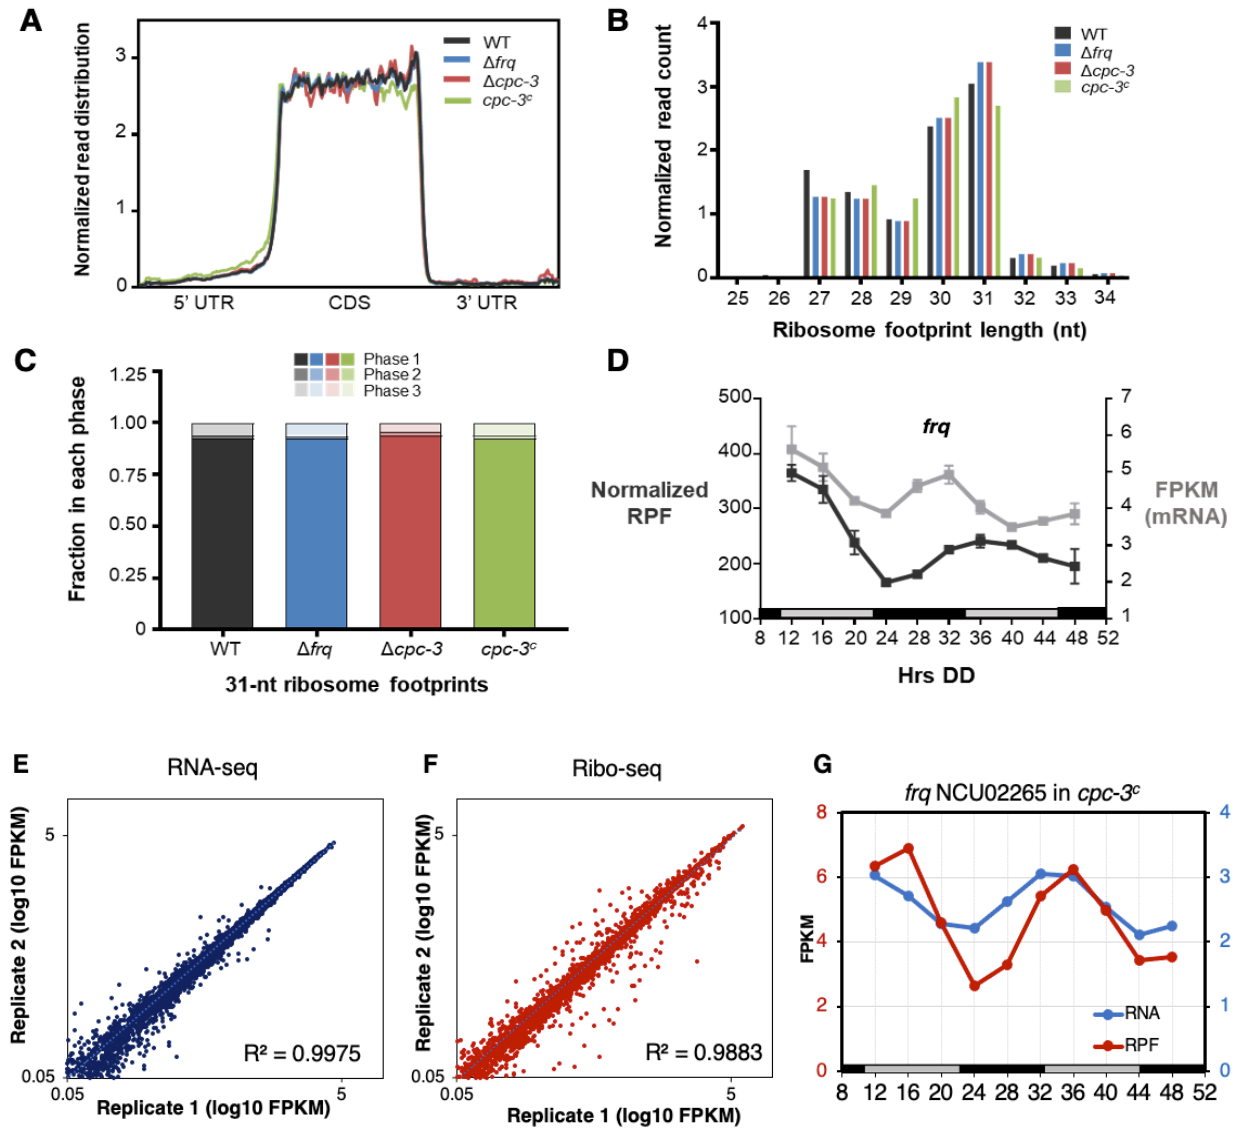 A
Normalized read distribution
3
2
1
0
WT
Δfrq
Δcpc-3
cpc-3ᶜ
5’ UTR
CDS
3’ UTR
B
Normalized read count
4
3
2
1
0
WT
Δfrq
Δcpc-3
cpc-3ᶜ
25 26 27 28 29 30 31 32 33 34
Ribosome footprint length (nt)
C
Fraction in each phase
1.25
1.00
0.75
0.50
0.25
0
Phase 1
Phase 2
Phase 3
WT Δfrq Δcpc-3 cpc-3ᶜ
31-nt ribosome footprints
D
frq
Normalized
RPF
500
400
300
200
100
FPKM
(mRNA)
7
6
5
4
3
2
1
8 12 16 20 24 28 32 36 40 44 48 52
Hrs DD
E
RNA-seq
Replicate 2 (log10 FPKM)
5
0.05
R² = 0.9975
0.05 5
Replicate 1 (log10 FPKM)
F
Ribo-seq
Replicate 2 (log10 FPKM)
5
0.05
R² = 0.9883
0.05 5
Replicate 1 (log10 FPKM)
G
frq NCU02265 in cpc-3ᶜ
FPKM
8
6
4
2
0
4
3
2
1
0
RNA
RPF
8 12 16 20 24 28 32 36 40 44 48 52